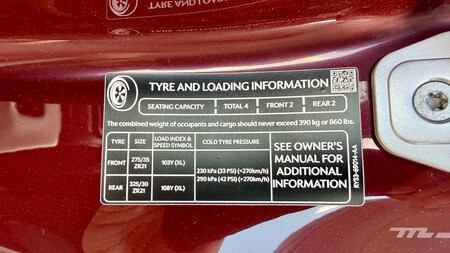 TYRE AND LOADING INFORMATION
SEATING CAPACITY TOTAL 4 FRONT 2 REAR 2
The combined weight of occupants and cargo should never exceed 390 kg or 860 lbs.
TYRE SIZE LOAD INDEX & SPEED SYMBOL COLD TYRE PRESSURE
FRONT 275/35 ZR21 103Y (XL)
REAR 325/30 ZR21 108Y (XL)
230 kPa (33 PSI) (<270km/h)
290 kPa (42 PSI) (>270km/h)
SEE OWNER'S
MANUAL FOR
ADDITIONAL
INFORMATION